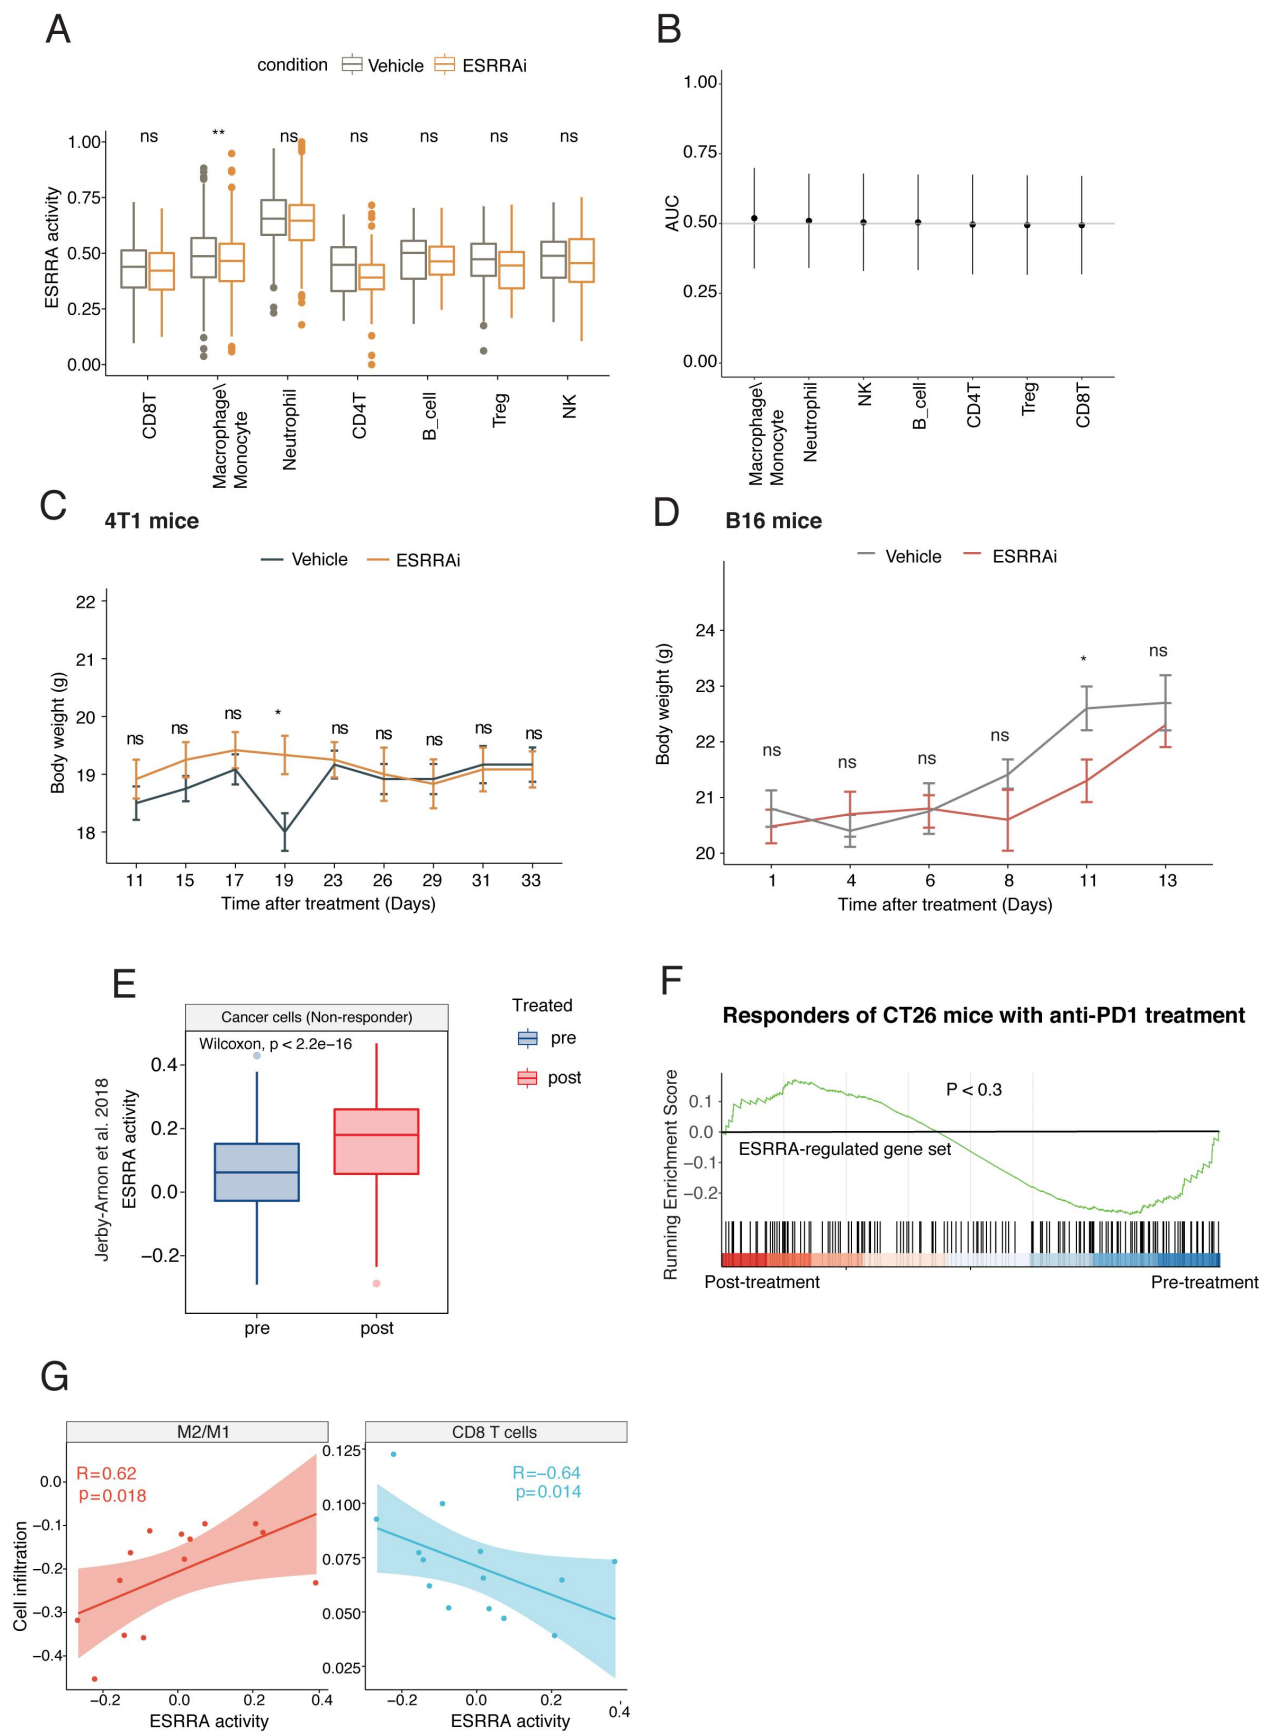 A
condition Vehicle ESRRAi
ns ** ns ns ns ns ns
1.00
0.75
0.50
0.25
0.00
ESRRA activity
CD8T
Macrophage\
Monocyte
Neutrophil
CD4T
B_cell
Treg
NK
B
1.00
0.75
0.50
0.25
0.00
AUC
Macrophage\
Monocyte
Neutrophil
NK
B_cell
CD4T
Treg
CD8T
C
4T1 mice
Vehicle ESRRAi
22
21
20
19
18
Body weight (g)
ns ns ns * ns ns ns ns ns
11 15 17 19 23 26 29 31 33
Time after treatment (Days)
D
B16 mice
Vehicle ESRRAi
24
23
22
21
20
Body weight (g)
ns ns ns ns * ns
1 4 6 8 11 13
Time after treatment (Days)
E
Cancer cells (Non-responder)
Wilcoxon, p < 2.2e−16
0.4
0.2
0.0
−0.2
Jerby-Arnon et al. 2018
ESRRA activity
pre post
Treated
pre
post
F
Responders of CT26 mice with anti-PD1 treatment
P < 0.3
0.1
0.0
−0.1
−0.2
Running Enrichment Score
ESRRA-regulated gene set
Post-treatment Pre-treatment
G
M2/M1
R=0.62
p=0.018
0.0
−0.1
−0.2
−0.3
−0.4
Cell infiltration
−0.2 0.0 0.2 0.4
ESRRA activity
CD8 T cells
R=−0.64
p=0.014
0.125
0.100
0.075
0.050
0.025
−0.2 0.0 0.2 0.4
ESRRA activity